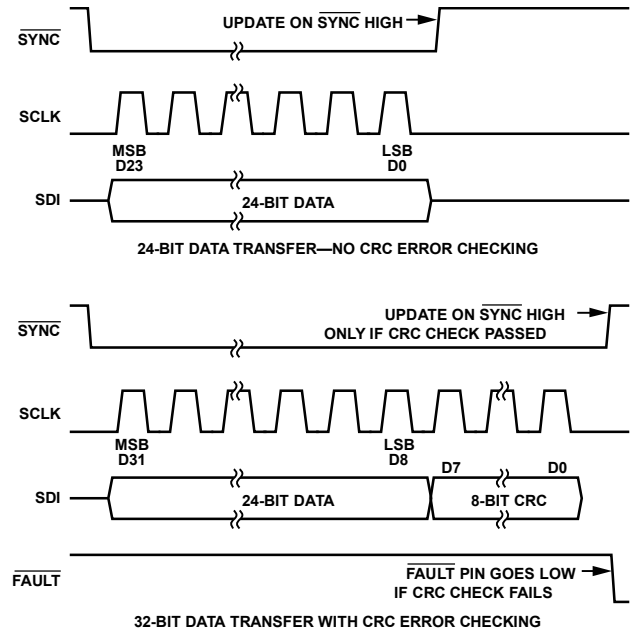 UPDATE ON SYNC HIGH
SYNC
SCLK
MSB
D23
LSB
D0
SDI
24-BIT DATA
24-BIT DATA TRANSFER—NO CRC ERROR CHECKING
UPDATE ON SYNC HIGH
ONLY IF CRC CHECK PASSED
SYNC
SCLK
MSB
D31
LSB
D8
D7
D0
SDI
24-BIT DATA
8-BIT CRC
FAULT
FAULT PIN GOES LOW
IF CRC CHECK FAILS
32-BIT DATA TRANSFER WITH CRC ERROR CHECKING